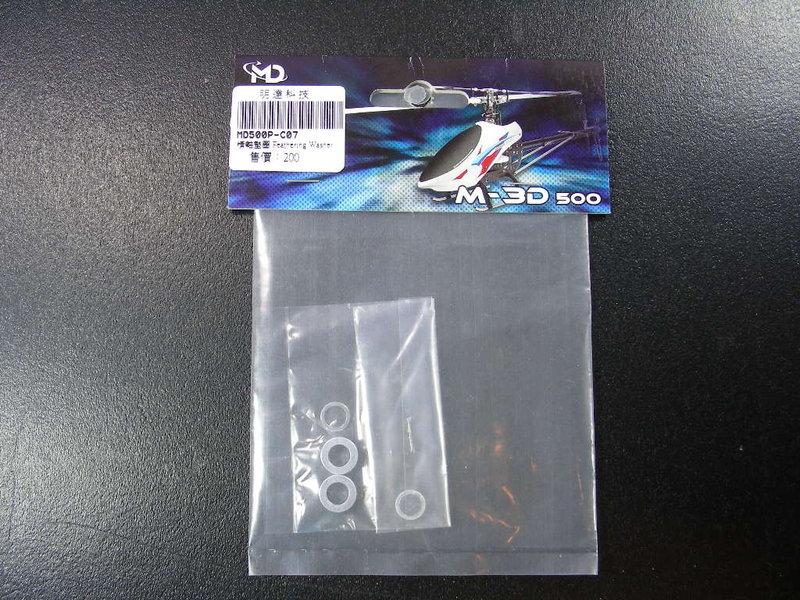 MD
明達科技
MD500P-C07
橫軸墊圈 Feathering Washer
售價：200
M-3D 500